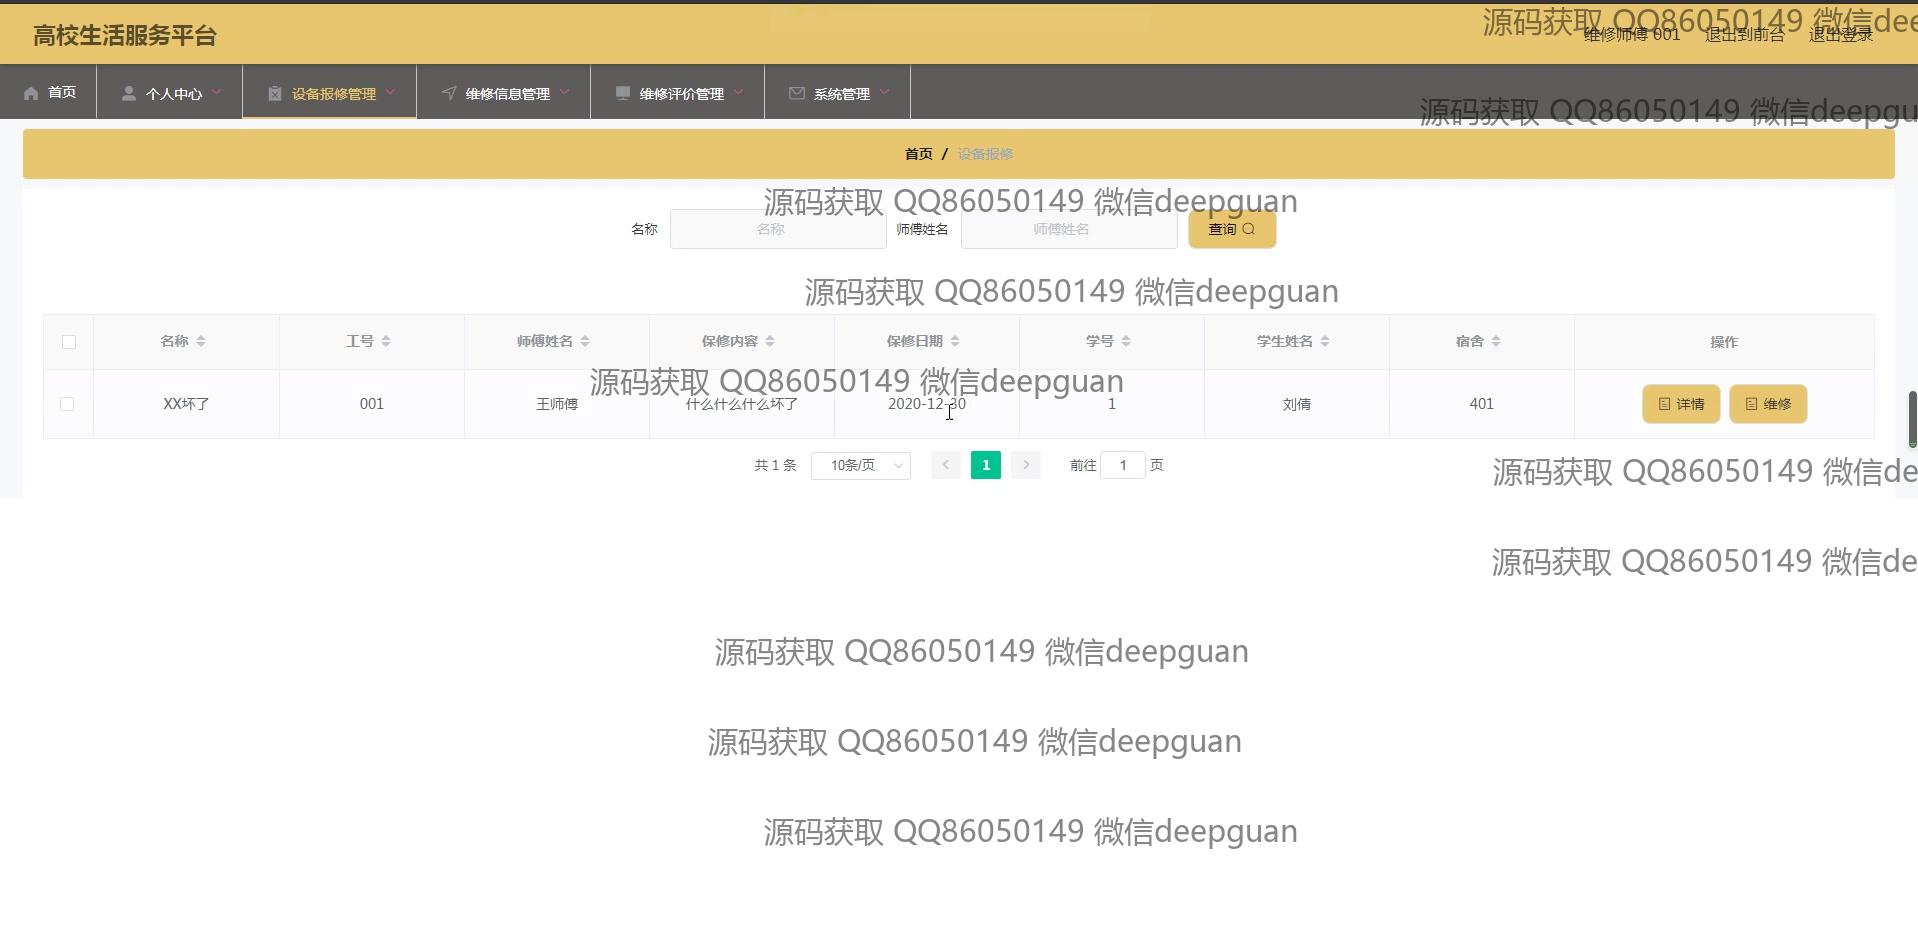 高校生活服务平台
源码获取 QQ86050149 微信dee
维修师傅 001 退出到前台 退出登录
首页 个人中心 设备报修管理 维修信息管理 维修评价管理 系统管理
源码获取 QQ86050149 微信deepgu
首页 / 设备报修
源码获取 QQ86050149 微信deepguan
名称 名称 师傅姓名 师傅姓名 查询
源码获取 QQ86050149 微信deepguan
名称 工号 师傅姓名 保修内容 保修日期 学号 学生姓名 宿舍 操作
源码获取 QQ86050149 微信deepguan
XX坏了 001 王师傅 什么什么什么坏了 2020-12-30 1 刘倩 401 详情 维修
共 1 条 10条/页 1 前往 1 页
源码获取 QQ86050149 微信de
源码获取 QQ86050149 微信de
源码获取 QQ86050149 微信deepguan
源码获取 QQ86050149 微信deepguan
源码获取 QQ86050149 微信deepguan